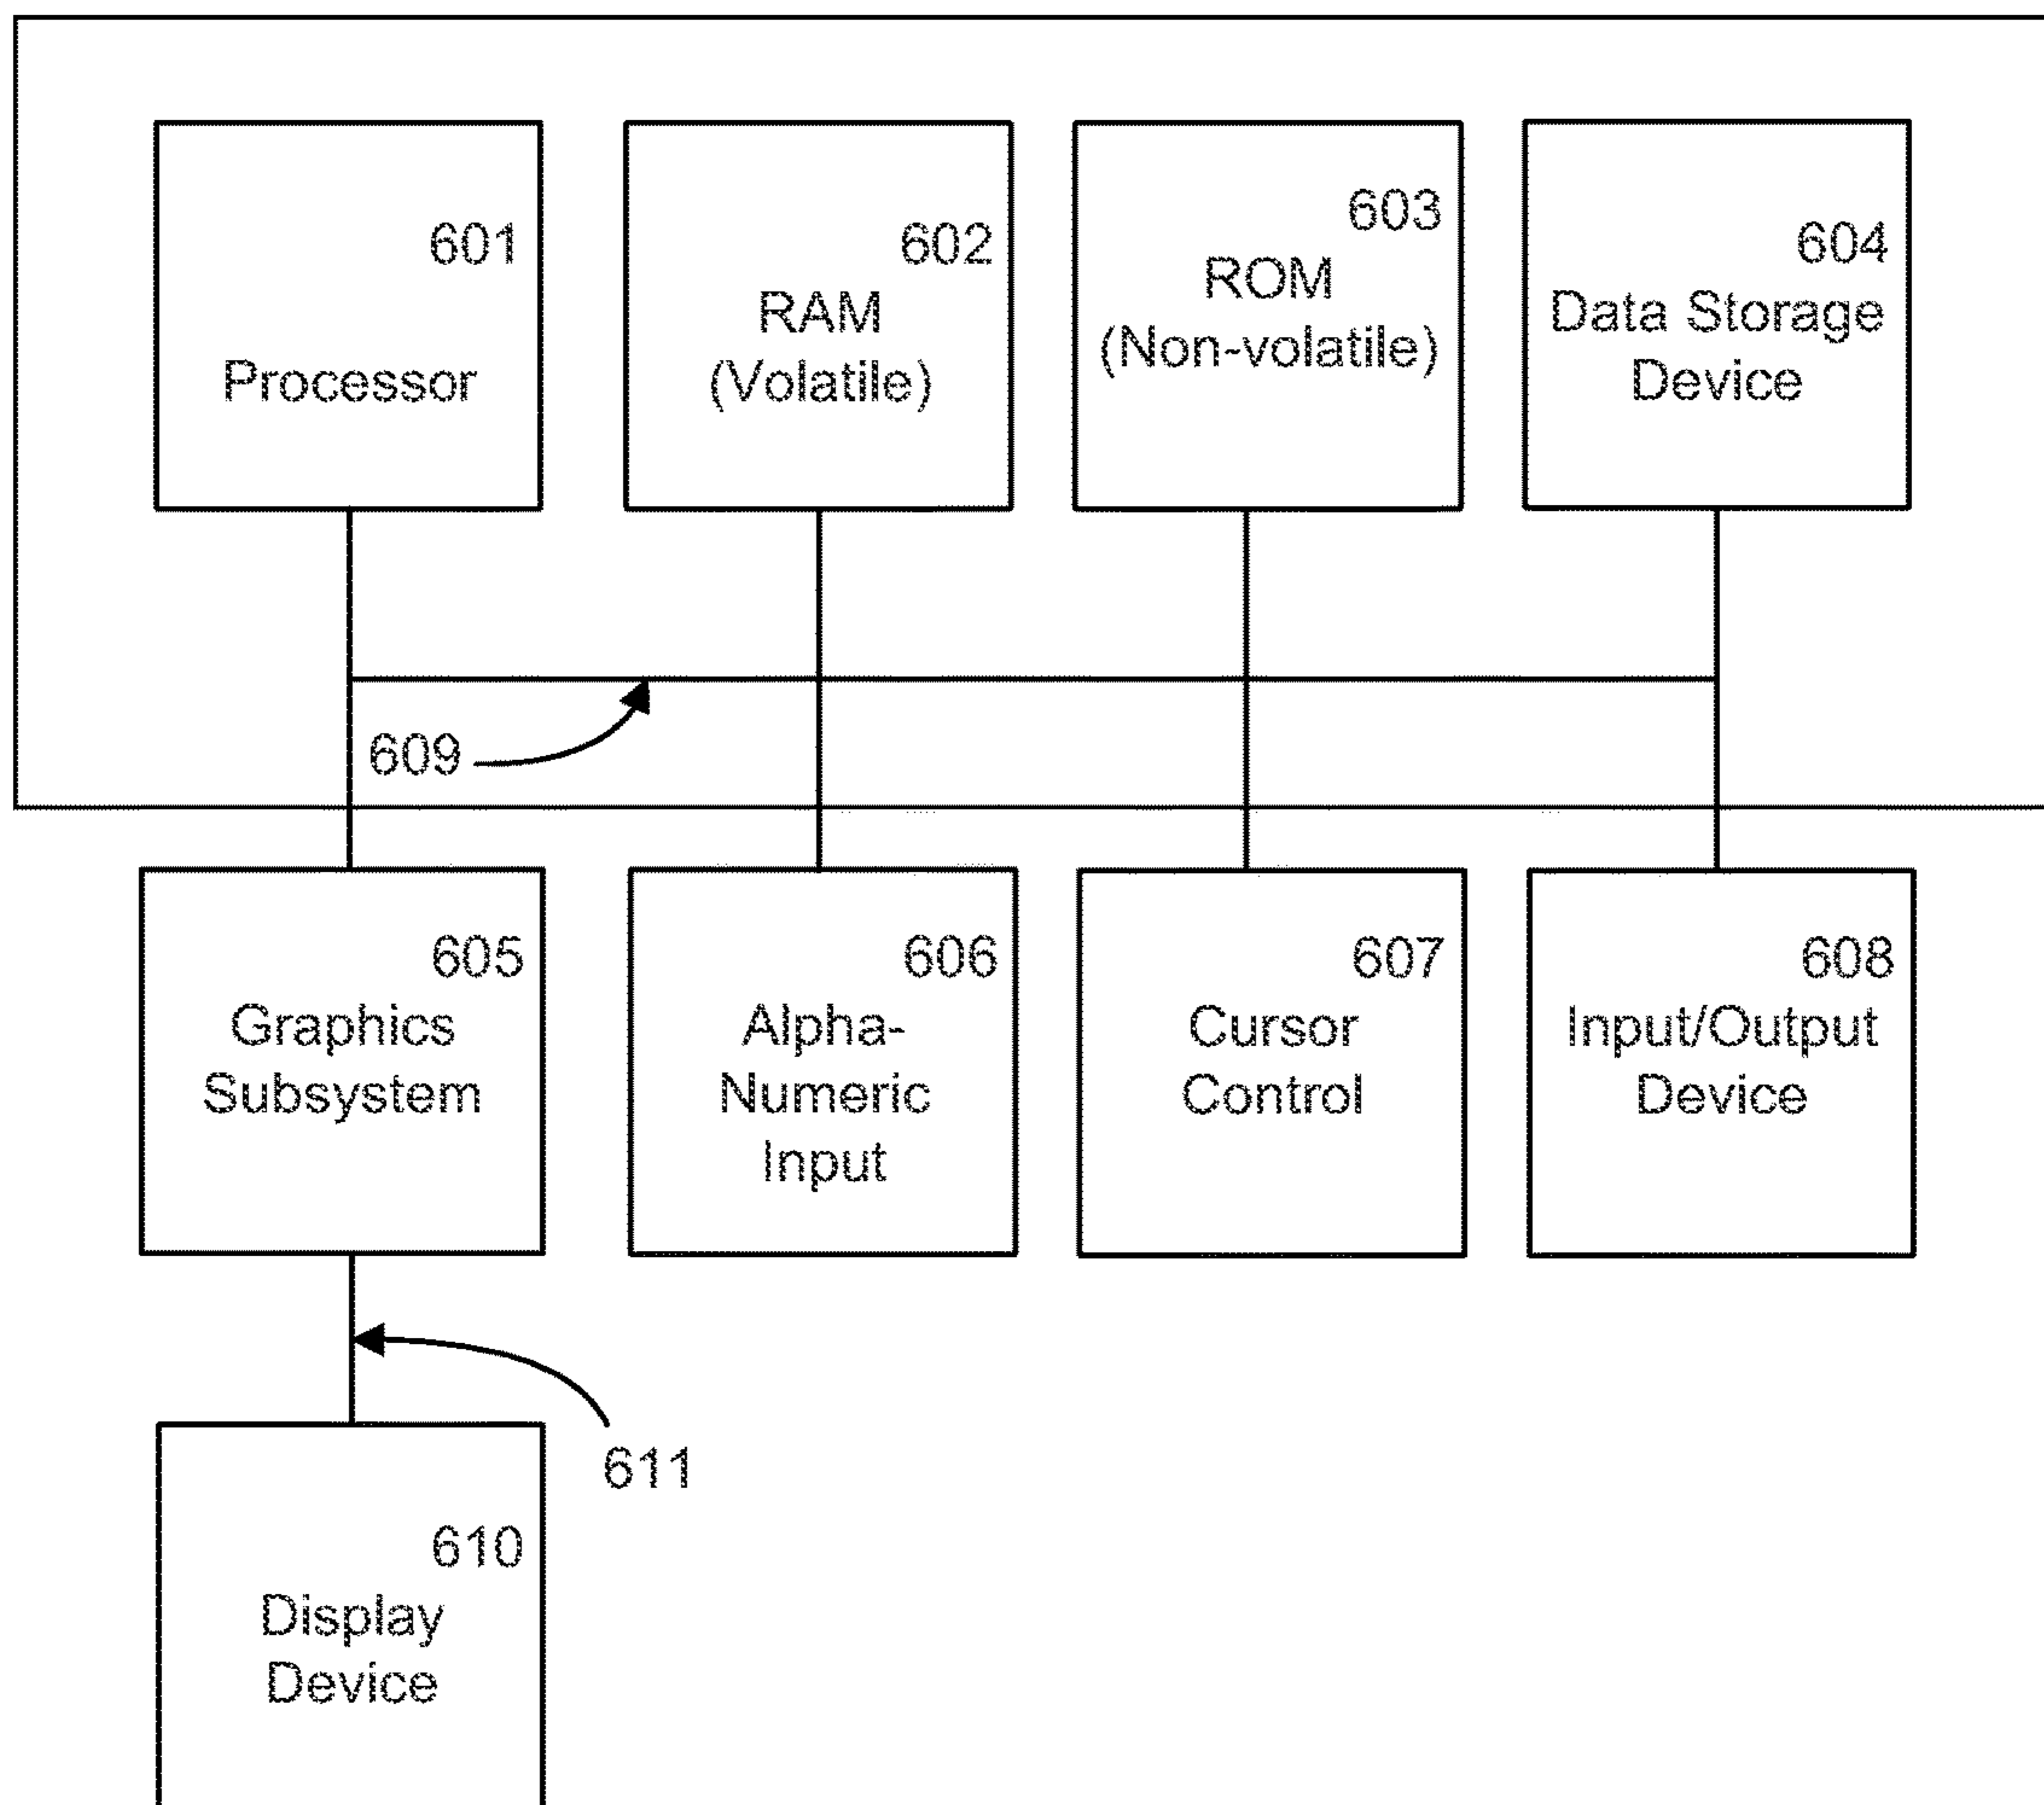 601
Processor
602
RAM
(Volatile)
603
ROM
(Non-volatile)
604
Data Storage
Device
609
605
Graphics
Subsystem
606
Alpha-
Numeric
Input
607
Cursor
Control
608
Input/Output
Device
611
610
Display
Device